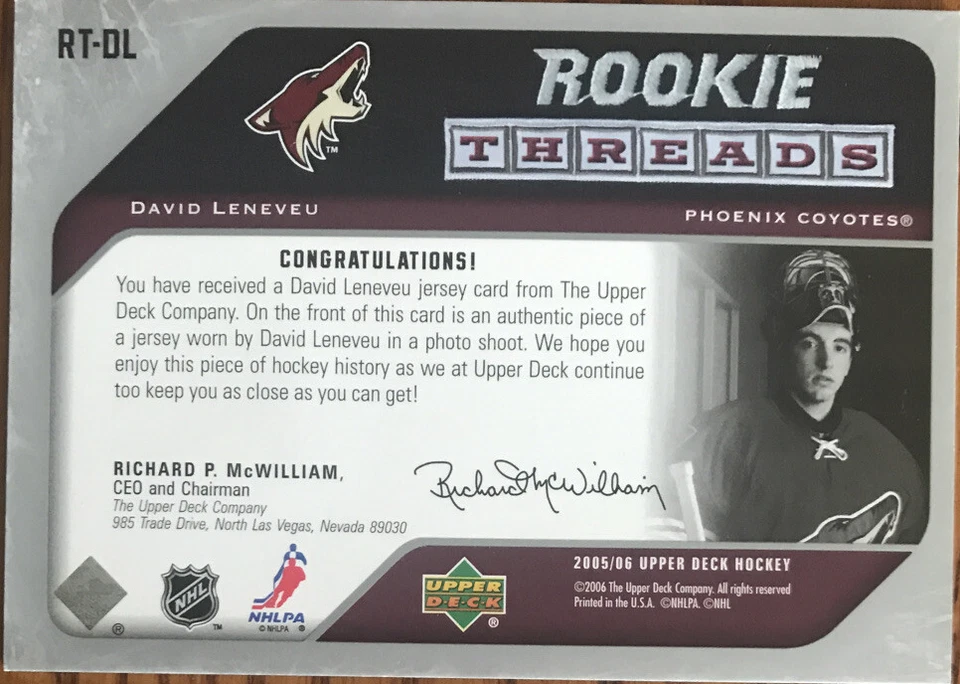 RT-DL
ROOKIE
THREADS
™
DAVID LENEVEU
PHOENIX COYOTES®
CONGRATULATIONS!
You have received a David Leneveu jersey card from The Upper
Deck Company. On the front of this card is an authentic piece of
a jersey worn by David Leneveu in a photo shoot. We hope you
enjoy this piece of hockey history as we at Upper Deck continue
too keep you as close as you can get!
RICHARD P. McWILLIAM,
CEO and Chairman
The Upper Deck Company
985 Trade Drive, North Las Vegas, Nevada 89030
Richard McWilliam
®
NHL
™
NHLPA
© NHLPA ®
UPPER
DECK
®
2005/06 UPPER DECK HOCKEY
©2006 The Upper Deck Company. All rights reserved
Printed in the U.S.A. ©NHLPA. ©NHL